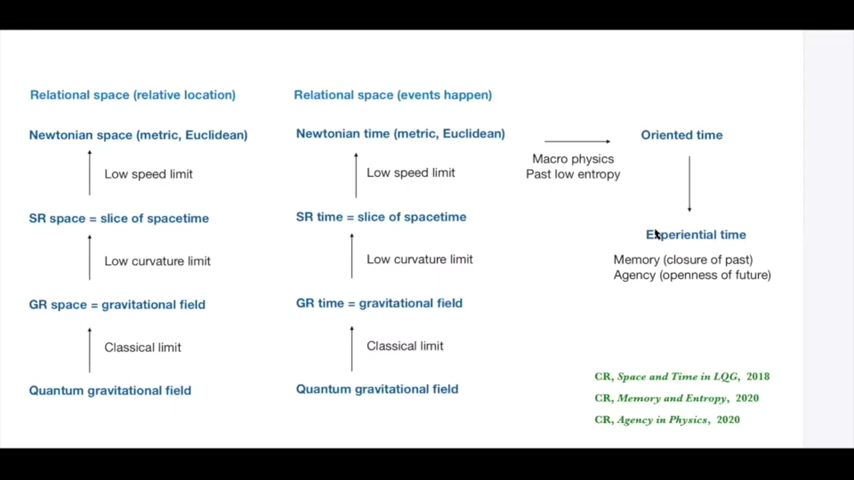 Relational space (relative location)
Newtonian space (metric, Euclidean)
Low speed limit
SR space = slice of spacetime
Low curvature limit
GR space = gravitational field
Classical limit
Quantum gravitational field
Relational space (events happen)
Newtonian time (metric, Euclidean)
Low speed limit
SR time = slice of spacetime
Low curvature limit
GR time = gravitational field
Classical limit
Quantum gravitational field
Macro physics
Past low entropy
Oriented time
Experiential time
Memory (closure of past)
Agency (openness of future)
CR, Space and Time in LQG, 2018
CR, Memory and Entropy, 2020
CR, Agency in Physics, 2020